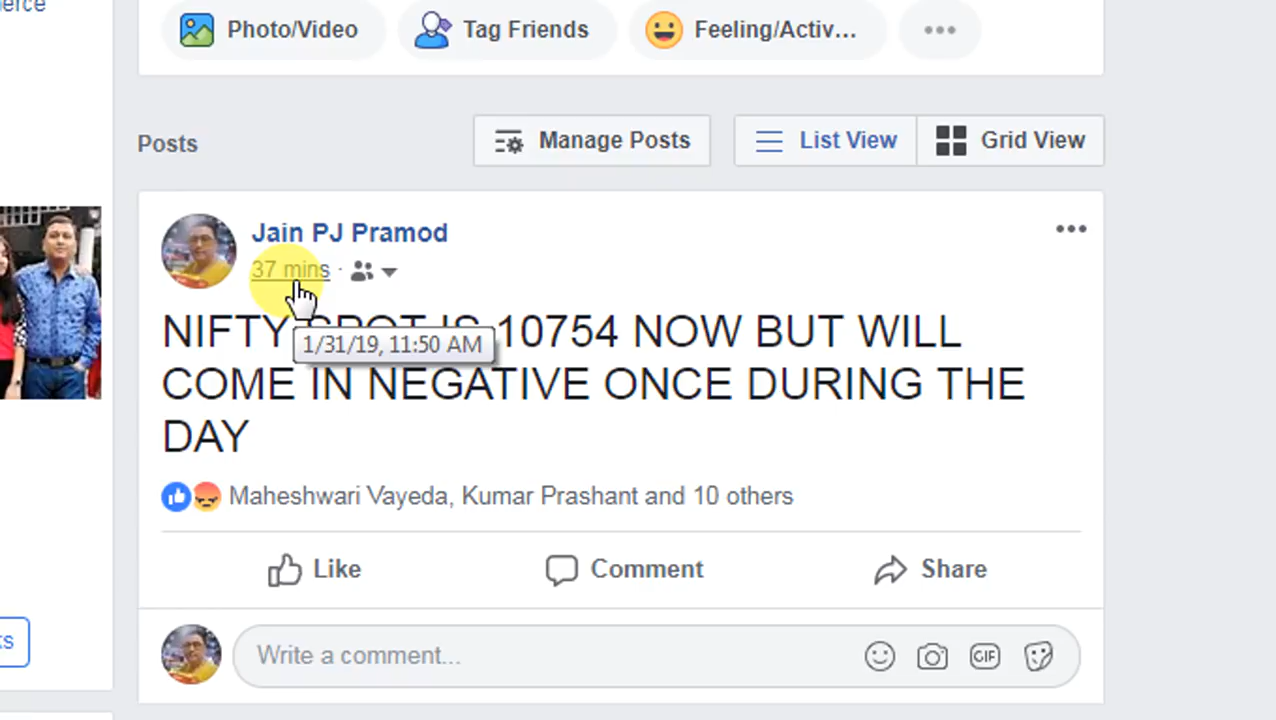 Photo/Video Tag Friends Feeling/Activ... 
Posts Manage Posts List View Grid View
Jain PJ Pramod
37 mins ·
NIFTY SPOT IS 10754 NOW BUT WILL
1/31/19, 11:50 AM
COME IN NEGATIVE ONCE DURING THE
DAY
Maheshwari Vayeda, Kumar Prashant and 10 others
Like Comment Share
Write a comment... GIF